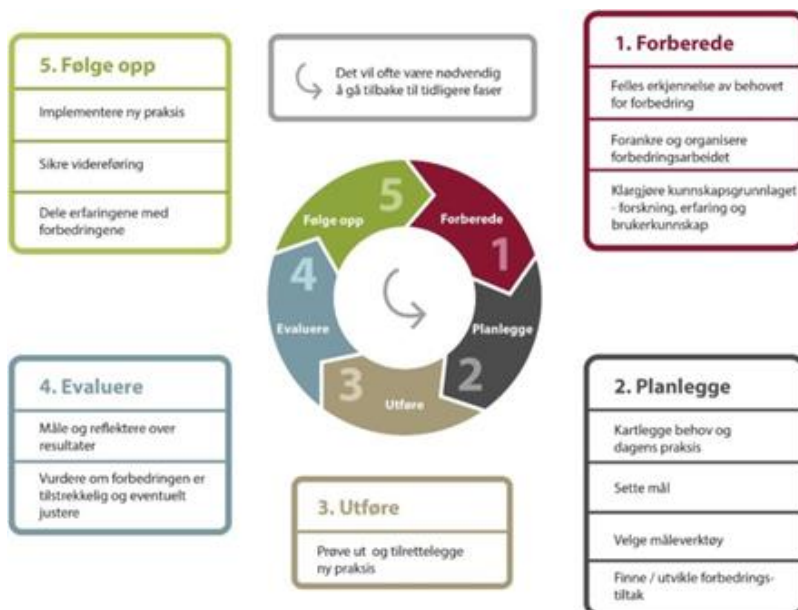 5. Følge opp
Implementere ny praksis
Sikre videreføring
Dele erfaringene med
forbedringene
Det vil ofte være nødvendig
å gå tilbake til tidligere faser
1. Forberede
Felles erkjennelse av behovet
for forbedring
Forankre og organisere
forbedringsarbeidet
Klargjøre kunnskapsgrunnlaget
- forskning, erfaring og
brukerkunnskap
5
Følge opp
Forberede
1
4
Evaluere
Planlegge
2
3
Utføre
4. Evaluere
Måle og reflektere over
resultater
Vurdere om forbedringen er
tilstrekkelig og eventuelt
justere
3. Utføre
Prøve ut og tilrettelegge
ny praksis
2. Planlegge
Kartlegge behov og
dagens praksis
Sette mål
Velge måleverktøy
Finne / utvikle forbedrings-
tiltak